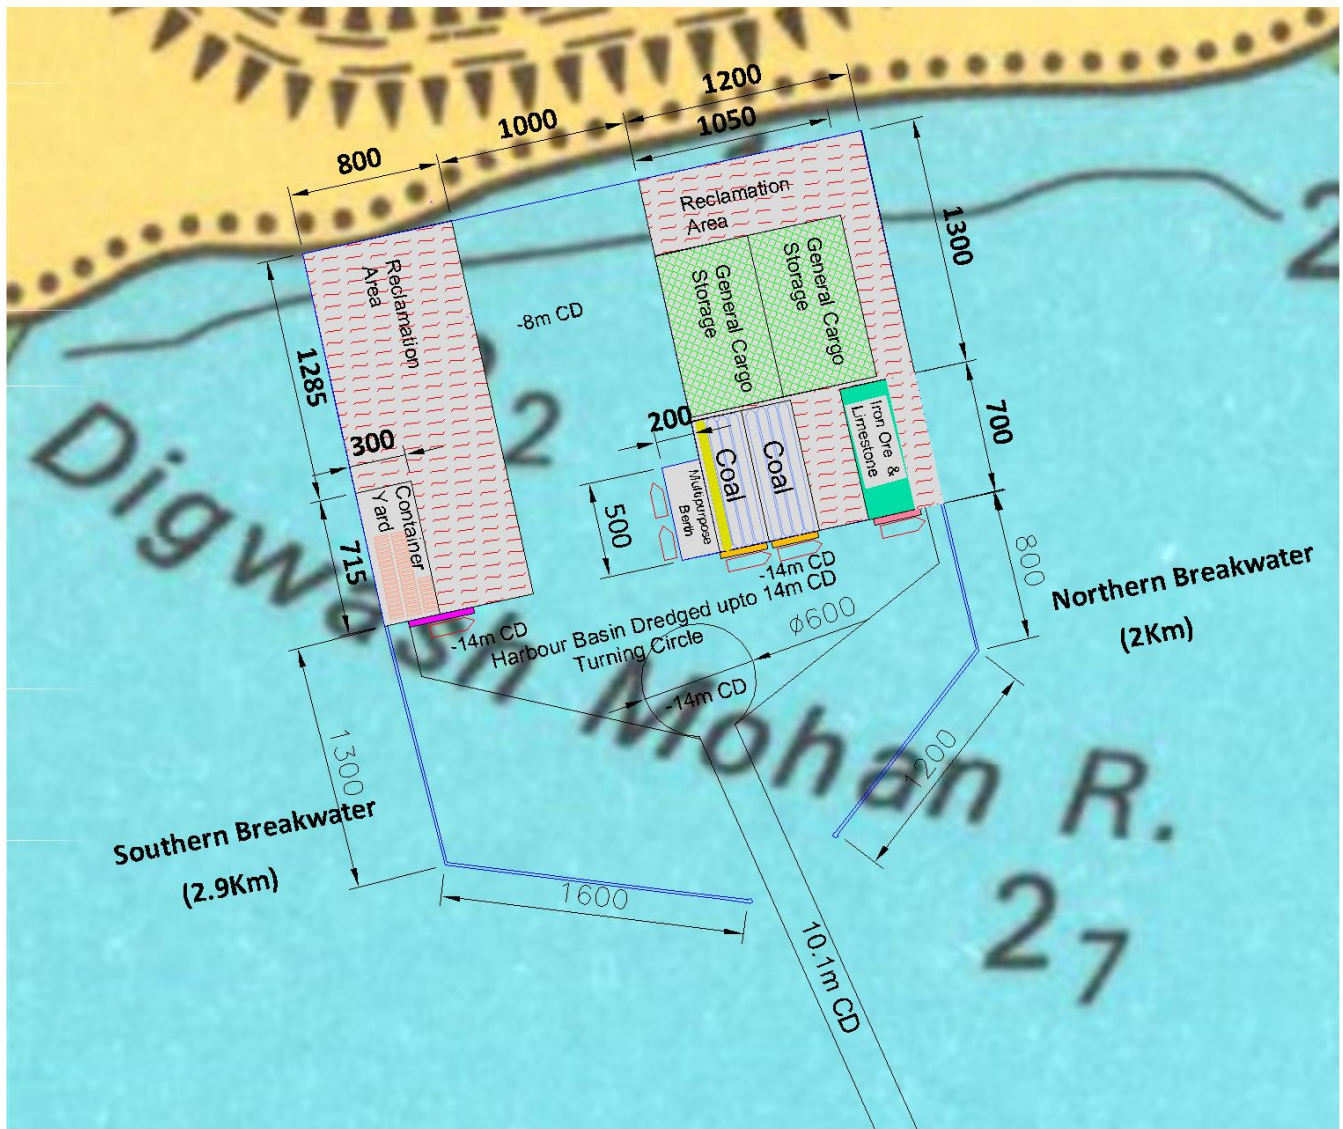 1200
1050
1000
800
Reclamation
Area
Reclamation
Area
General Cargo
Storage
General Cargo
Storage
1300
-8m CD
1285
2
2
200
300
Coal
Coal
Iron Ore &
Limestone
700
Multipurpose
Berth
500
Container
Yard
715
-14m CD
800
Northern Breakwater
(2Km)
-14m CD
Harbour Basin Dredged upto 14m CD
Turning Circle
ø600
-14m CD
Digwash Mohan R.
1300
1200
Southern Breakwater
(2.9Km)
1600
10.1m CD
27